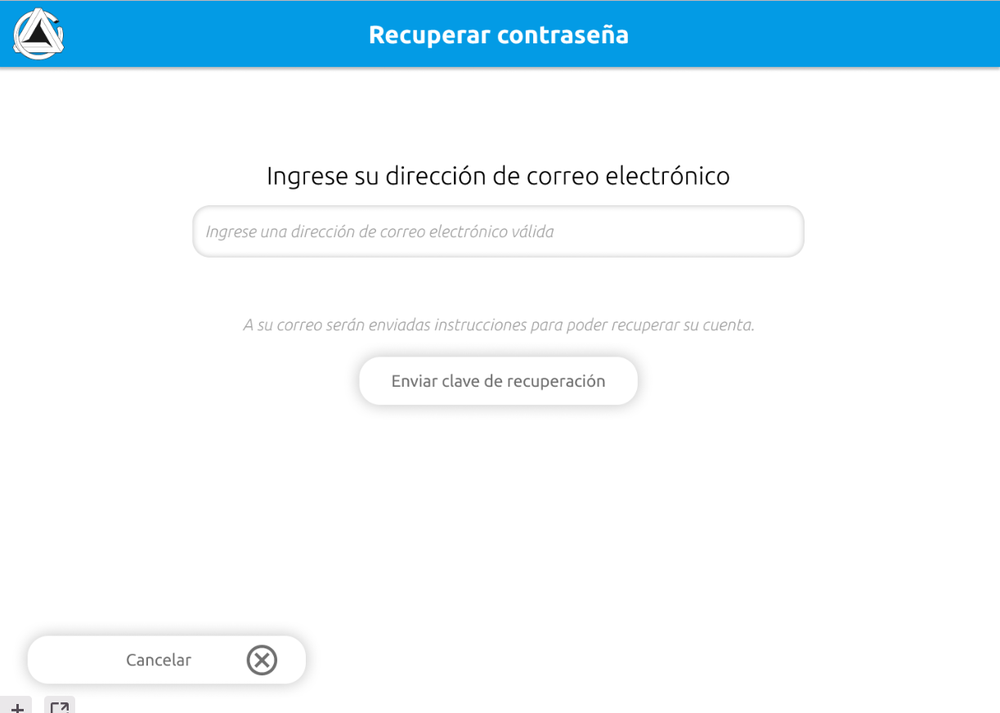 Recuperar contraseña
Ingrese su dirección de correo electrónico
Ingrese una dirección de correo electrónico válida
A su correo serán enviadas instrucciones para poder recuperar su cuenta.
Enviar clave de recuperación
Cancelar